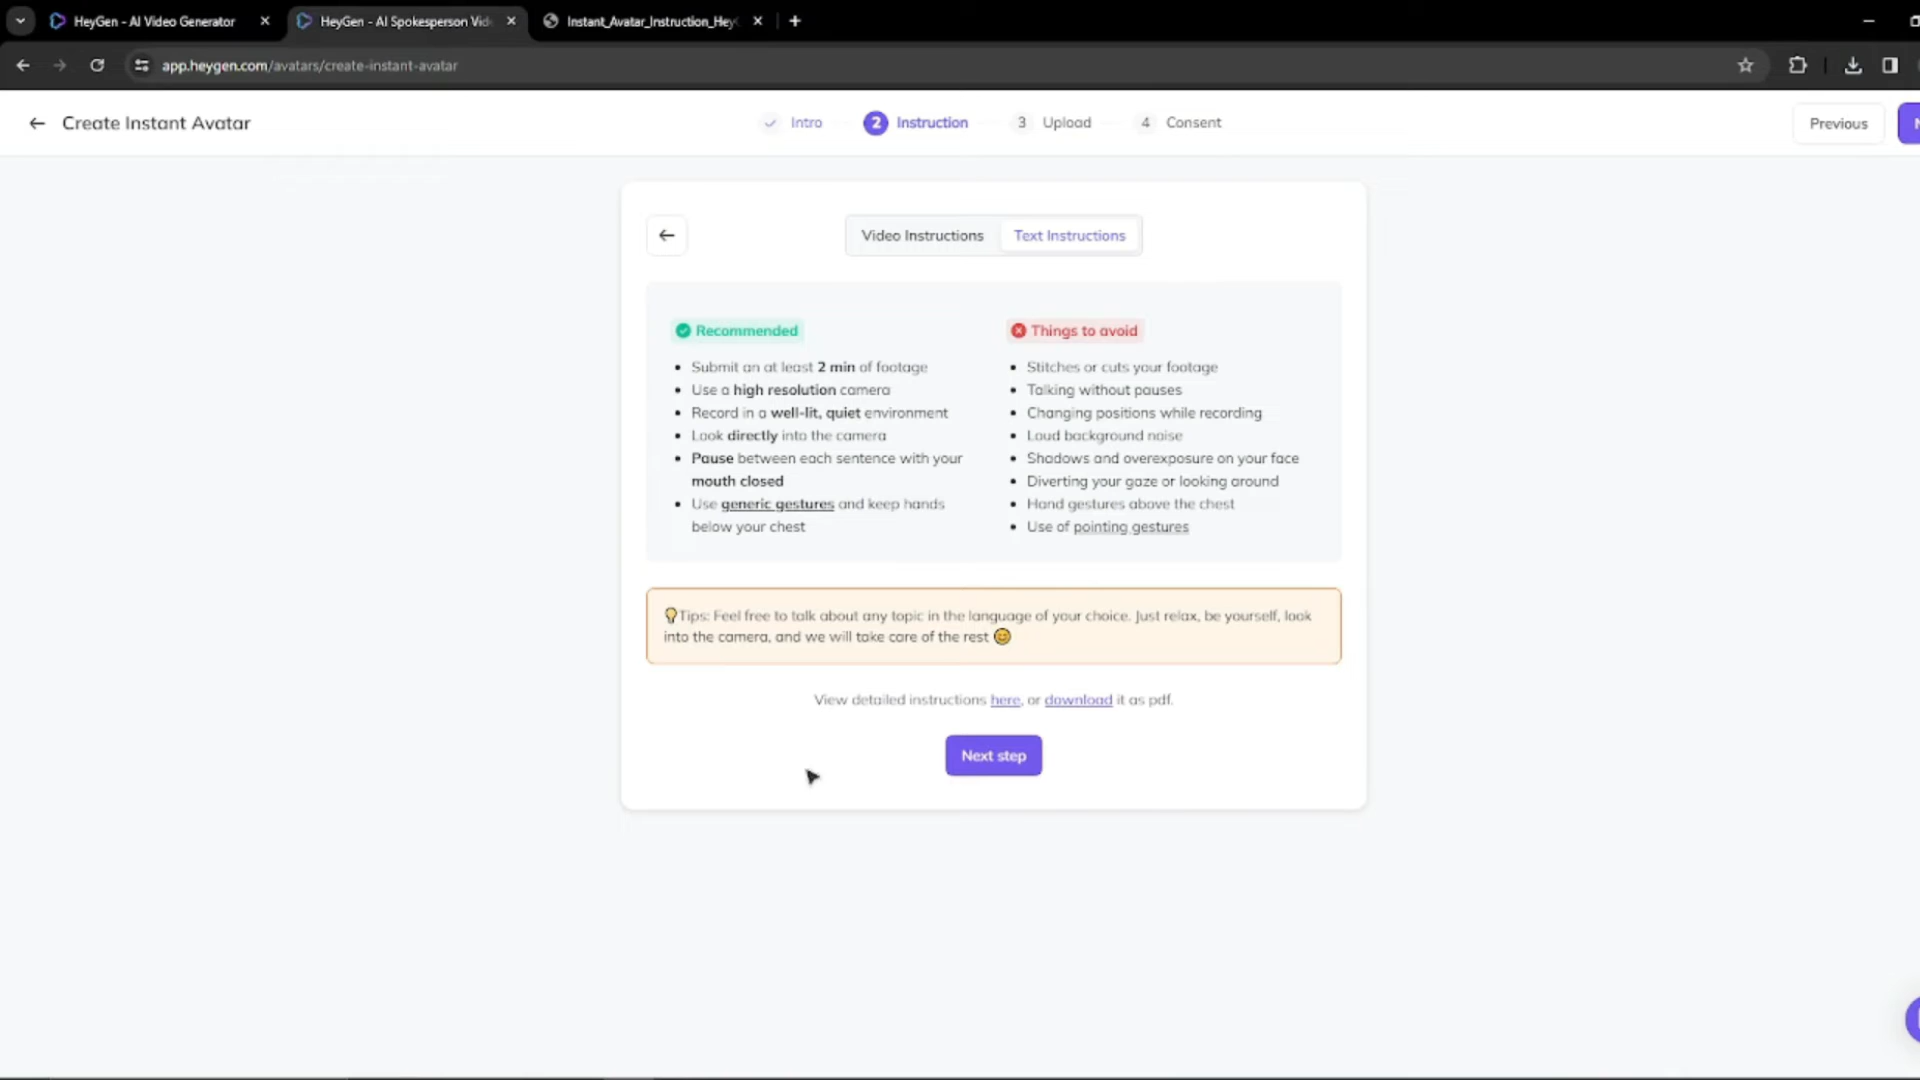 HeyGen - AI Video Generator
HeyGen - AI Spokesperson Vid
Instant_Avatar_Instruction_Hey
app.heygen.com/avatars/create-instant-avatar
Create Instant Avatar
Intro
2 Instruction
3 Upload
4 Consent
Previous
Video Instructions
Text Instructions
Recommended
Submit an at least 2 min of footage
Use a high resolution camera
Record in a well-lit, quiet environment
Look directly into the camera
Pause between each sentence with your
mouth closed
Use generic gestures and keep hands
below your chest
Things to avoid
Stitches or cuts your footage
Talking without pauses
Changing positions while recording
Loud background noise
Shadows and overexposure on your face
Diverting your gaze or looking around
Hand gestures above the chest
Use of pointing gestures
💡Tips: Feel free to talk about any topic in the language of your choice. Just relax, be yourself, look
into the camera, and we will take care of the rest 😊
View detailed instructions here, or download it as pdf.
Next step